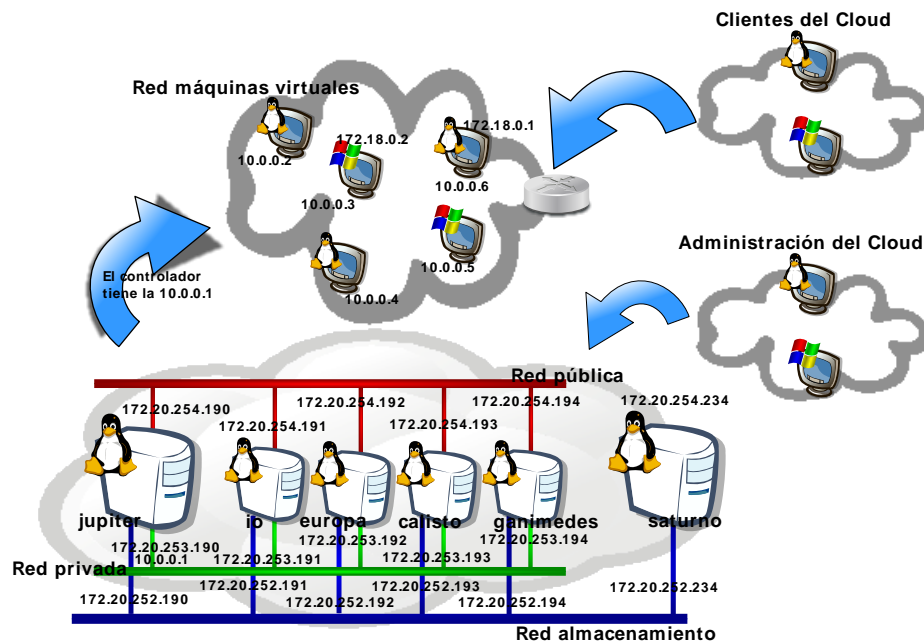 Clientes del Cloud
Red máquinas virtuales
172.18.0.1
172.18.0.2
10.0.0.2
10.0.0.6
10.0.0.3
Administración del Cloud
10.0.0.5
El controlador
tiene la 10.0.0.1
10.0.0.4
Red pública
172.20.254.190
172.20.254.192
172.20.254.194
172.20.254.234
172.20.254.191
172.20.254.193
jupiter
io
europa
calisto
ganimedes
saturno
172.20.253.190
172.20.253.192
172.20.253.194
10.0.0.1
172.20.253.191
172.20.253.193
Red privada
172.20.252.191
172.20.252.193
172.20.252.234
172.20.252.190
172.20.252.192
172.20.252.194
Red almacenamiento